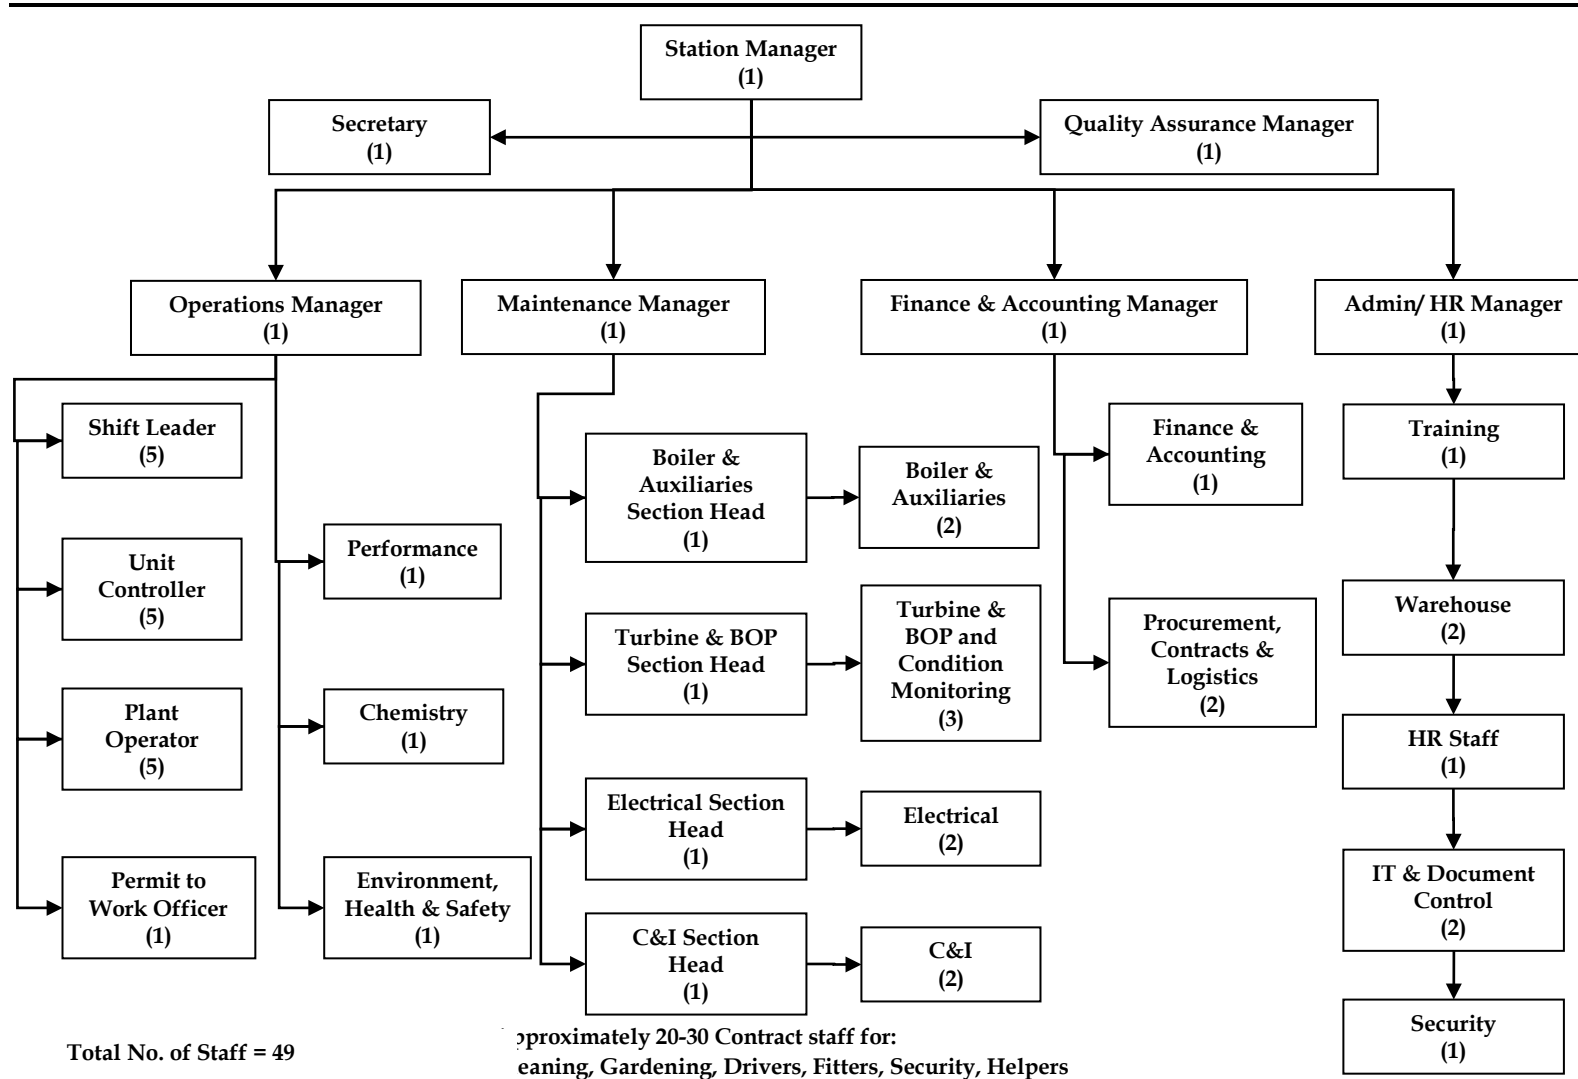 Station Manager
(1)
Secretary
(1)
Quality Assurance Manager
(1)
Operations Manager
(1)
Maintenance Manager
(1)
Finance & Accounting Manager
(1)
Admin/ HR Manager
(1)
Shift Leader
(5)
Unit
Controller
(5)
Plant
Operator
(5)
Permit to
Work Officer
(1)
Performance
(1)
Chemistry
(1)
Environment,
Health & Safety
(1)
Boiler &
Auxiliaries
Section Head
(1)
Boiler &
Auxiliaries
(2)
Turbine & BOP
Section Head
(1)
Turbine &
BOP and
Condition
Monitoring
(3)
Electrical Section
Head
(1)
Electrical
(2)
C&I Section
Head
(1)
C&I
(2)
Finance &
Accounting
(1)
Procurement,
Contracts &
Logistics
(2)
Training
(1)
Warehouse
(2)
HR Staff
(1)
IT & Document
Control
(2)
Security
(1)
Total No. of Staff = 49
20-30 Contract staff for:
Gardening, Drivers, Fitters, Security, Helpers